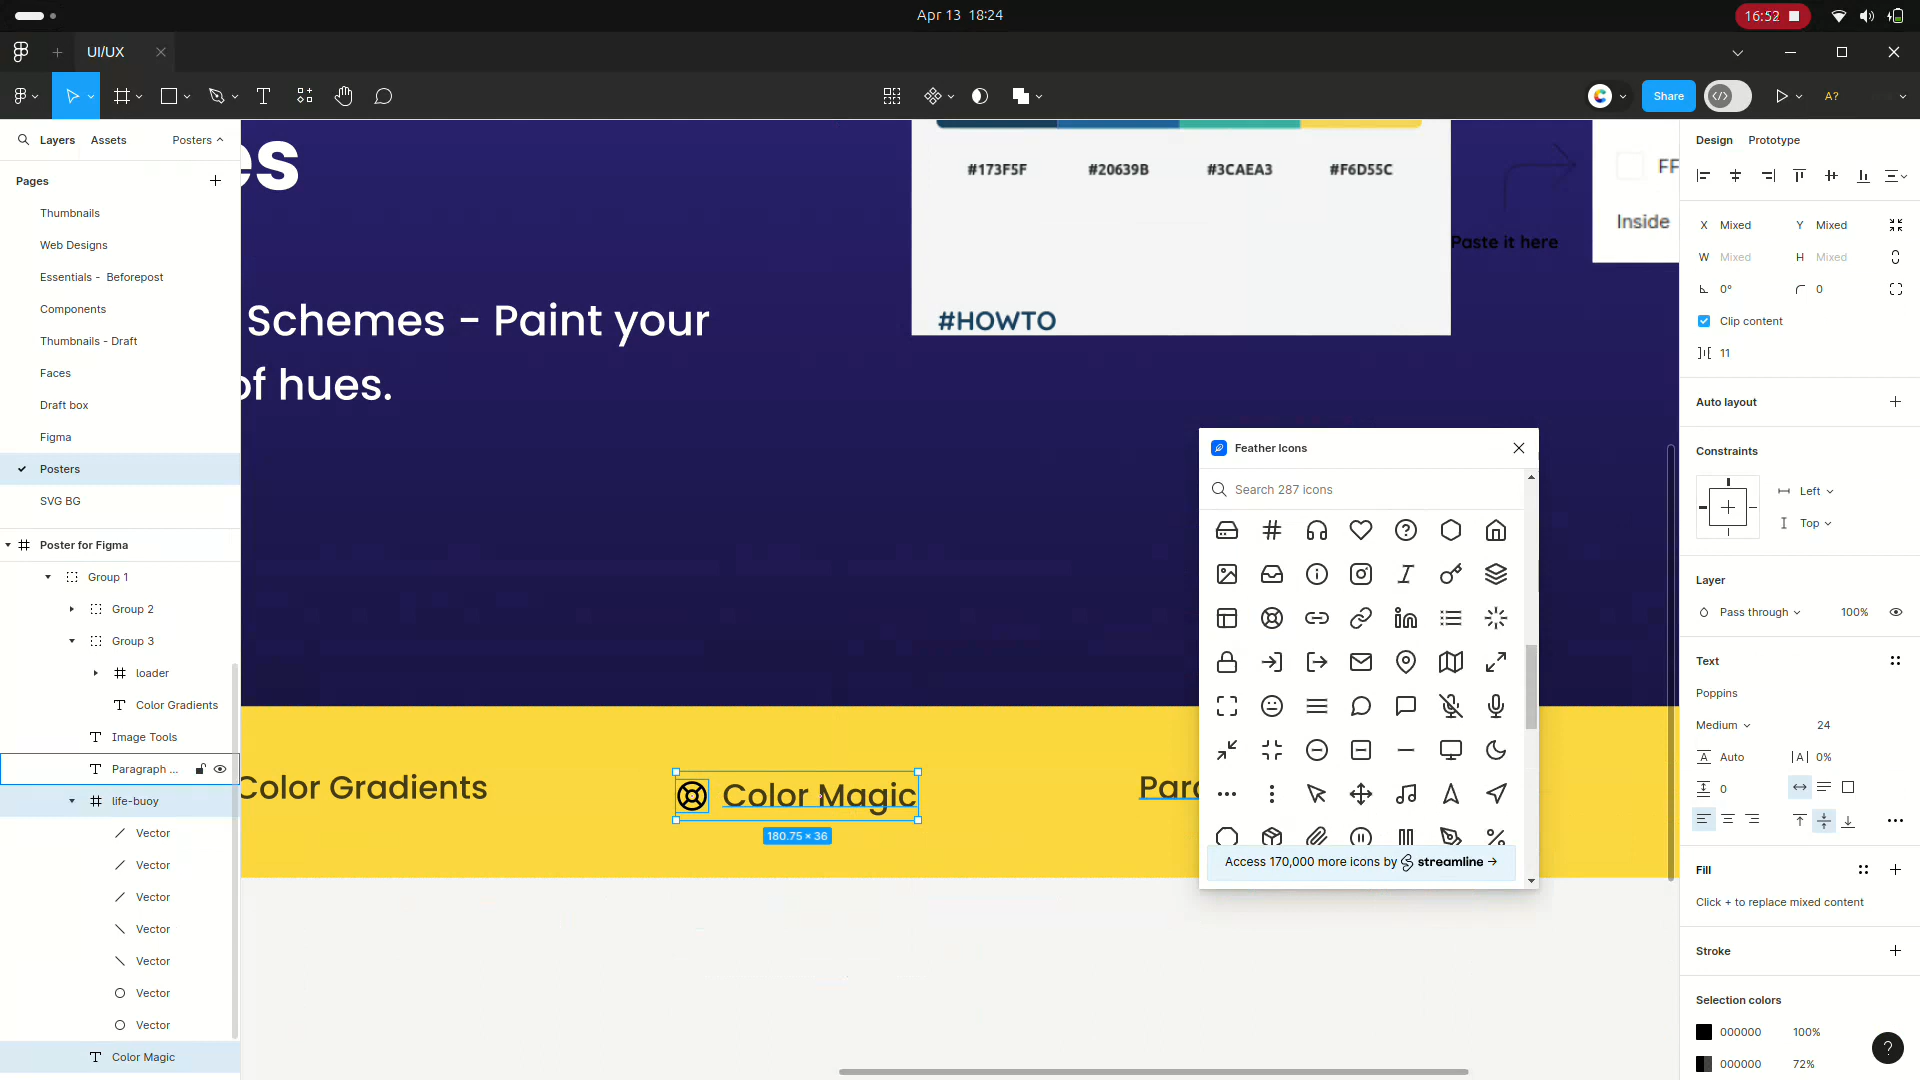 Apr 13 18:24
16:52
UI/UX
Share
A?
Layers Assets Posters
Pages
Thumbnails
Web Designs
Essentials - Beforepost
Components
Thumbnails - Draft
Faces
Draft box
Figma
Posters
SVG BG
Poster for Figma
Group 1
Group 2
Group 3
loader
Color Gradients
Image Tools
Paragraph ...
life-buoy
Vector
Vector
Vector
Vector
Vector
Vector
Vector
Color Magic
es
Schemes - Paint your
of hues.
#173F5F #20639B #3CAEA3 #F6D55C
#HOWTO
Paste it here
FF
Inside
Color Gradients
Color Magic
180.75 × 36
Para
Feather Icons
Search 287 icons
Access 170,000 more icons by streamline →
Design Prototype
X Mixed Y Mixed
W Mixed H Mixed
0° 0
Clip content
11
Auto layout
Constraints
Left
Top
Layer
Pass through 100%
Text
Poppins
Medium 24
Auto 0%
0
Fill
Click + to replace mixed content
Stroke
Selection colors
000000 100%
000000 72%
?